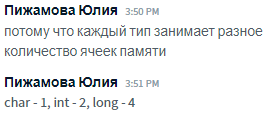 Пижамова Юлия 3:50 PM
потому что каждый тип занимает разное
количество ячеек памяти
Пижамова Юлия 3:51 PM
char - 1, int - 2, long - 4